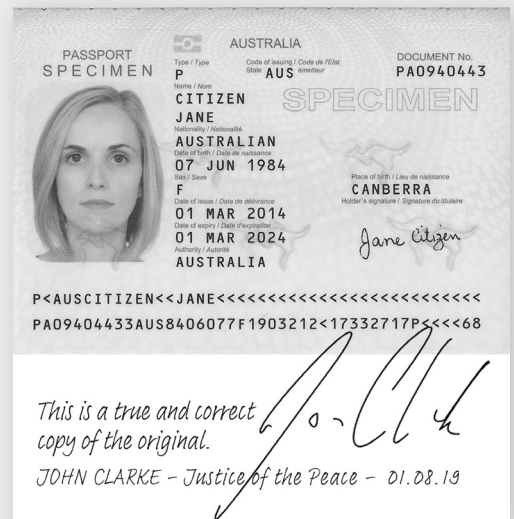 PASSPORT
SPECIMEN
AUSTRALIA
Type / Type
P
Code of issuing / Code de l'Etat
State AUS émetteur
DOCUMENT No.
PA0940443
Name / Nom
CITIZEN
SPECIMEN
JANE
Nationality / Nationalité
AUSTRALIAN
Date of birth / Date de naissance
07 JUN 1984
Sex / Sexe
F
Place of birth / Lieu de naissance
CANBERRA
Date of issue / Date de délivrance
Holder's signature / Signature du titulaire
01 MAR 2014
Date of expiry / Date d'expiration
01 MAR 2024
Jane Citizen
Authority / Autorité
AUSTRALIA
P<AUSCITIZEN<<JANE<<<<<<<<<<<<<<<<<<<<<<<<<<
PA09404433AUS8406077F1903212<17332717P<<<<68
This is a true and correct
copy of the original.
JOHN CLARKE – Justice of the Peace – 01.08.19